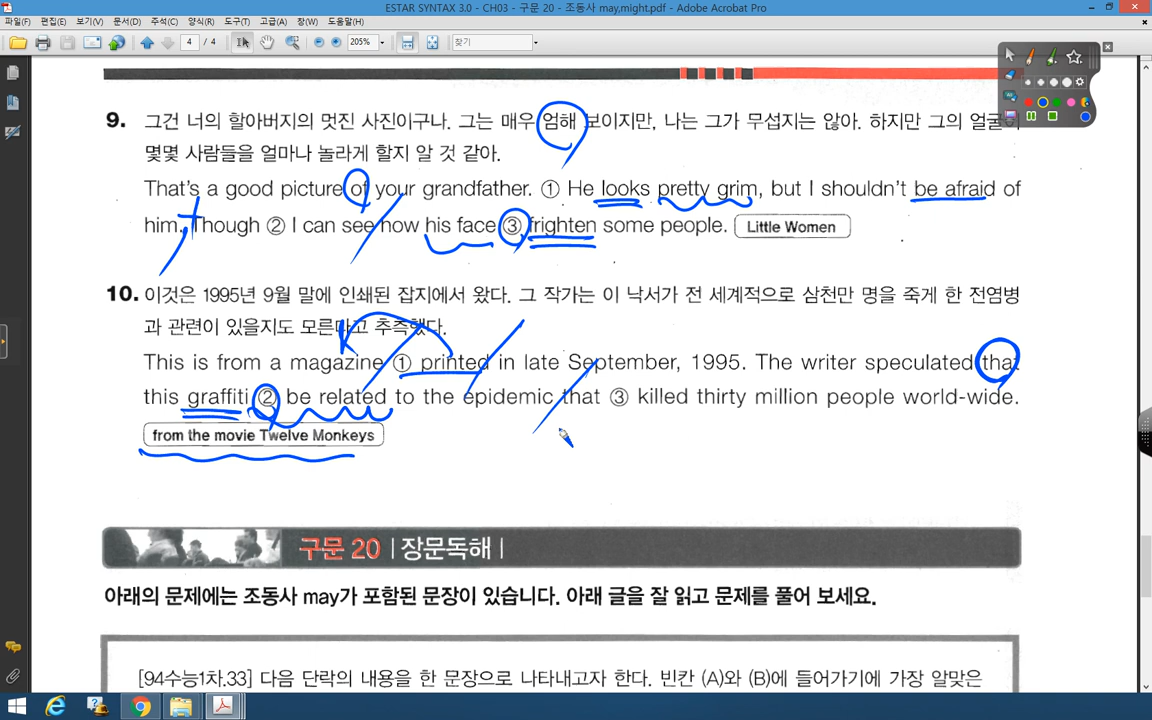 ESTAR SYNTAX 3.0 - CH03 - 구문 20 - 조동사 may,might.pdf - Adobe Acrobat Pro
파일(F) 편집(E) 보기(V) 문서(D) 주석(C) 양식(R) 도구(T) 고급(A) 창(W) 도움말(H)
4 / 4 205% 찾기
9. 그건 너의 할아버지의 멋진 사진이구나. 그는 매우 엄해 보이지만, 나는 그가 무섭지는 않아. 하지만 그의 얼굴이
몇몇 사람들을 얼마나 놀라게 할지 알 것 같아.
That's a good picture of your grandfather. ① He looks pretty grim, but I shouldn't be afraid of
him. Though ② I can see how his face ③ frighten some people. Little Women
10. 이것은 1995년 9월 말에 인쇄된 잡지에서 왔다. 그 작가는 이 낙서가 전 세계적으로 삼천만 명을 죽게 한 전염병
과 관련이 있을지도 모른다고 추측했다.
This is from a magazine ① printed in late September, 1995. The writer speculated that
this graffiti ② be related to the epidemic that ③ killed thirty million people world-wide.
from the movie Twelve Monkeys
구문 20 | 장문독해 |
아래의 문제에는 조동사 may가 포함된 문장이 있습니다. 아래 글을 잘 읽고 문제를 풀어 보세요.
[94수능1차.33] 다음 단락의 내용을 한 문장으로 나타내고자 한다. 빈칸 (A)와 (B)에 들어가기에 가장 알맞은